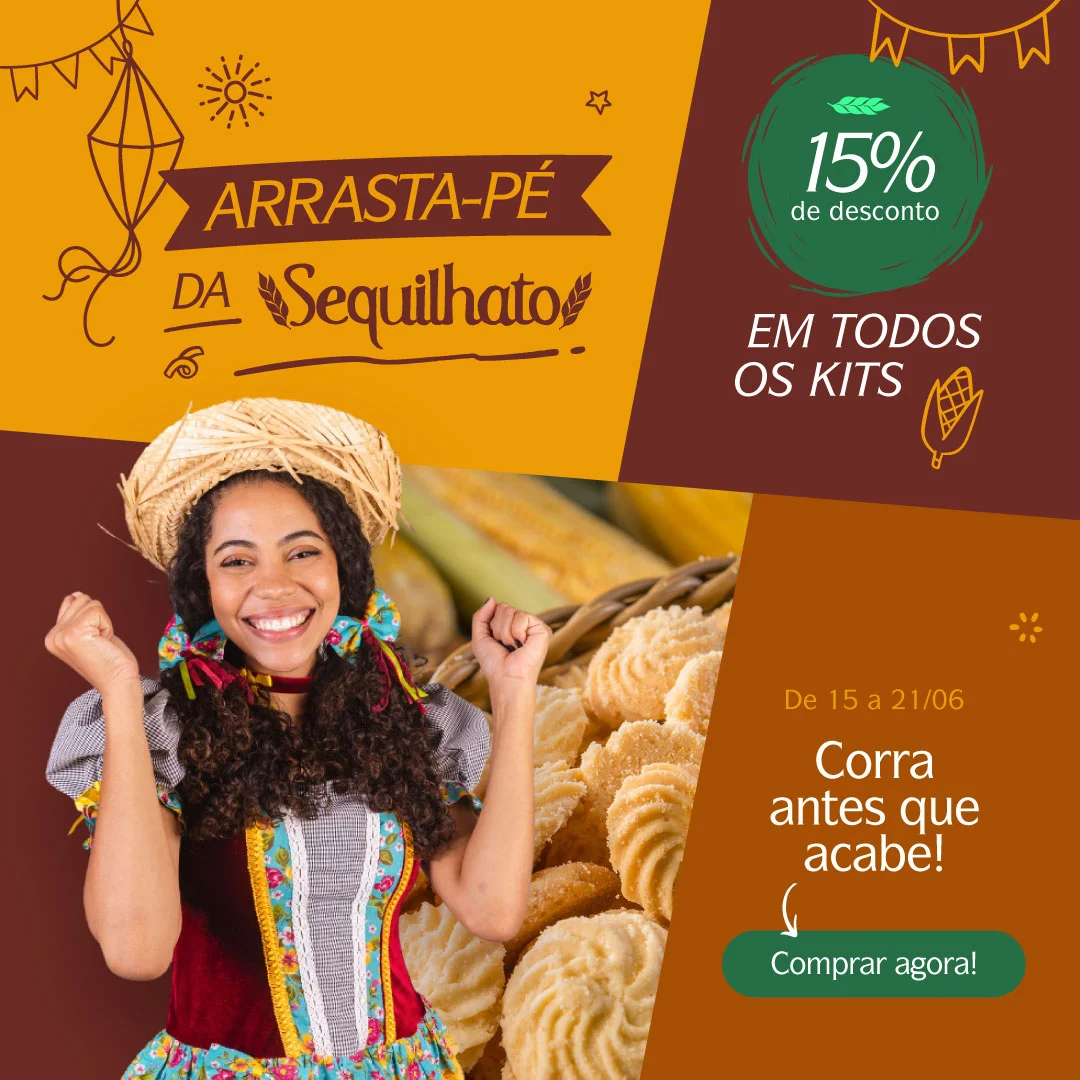 ARRASTA-PÉ
DA Sequilhato
15%
de desconto
EM TODOS
OS KITS
De 15 a 21/06
Corra
antes que
acabe!
Comprar agora!